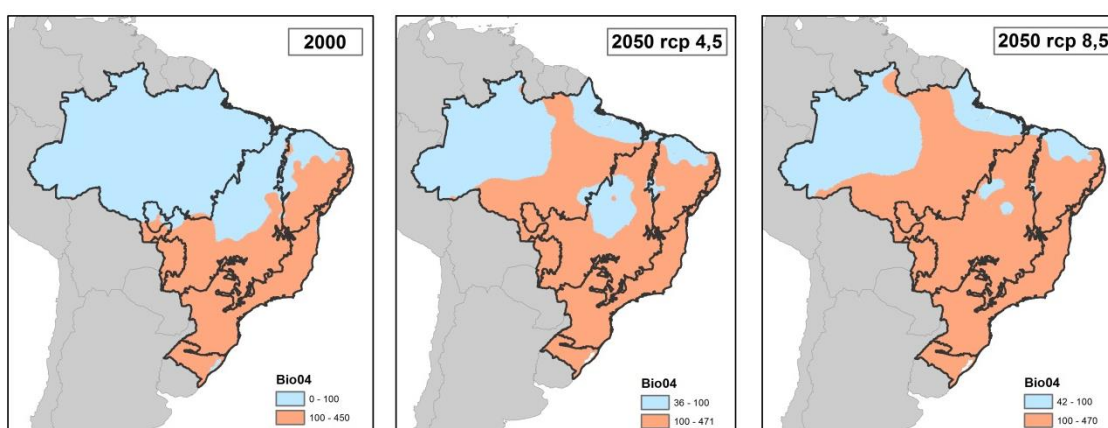 2000
Bio04
0 - 100
100 - 450
2050 rcp 4,5
Bio04
36 - 100
100 - 471
2050 rcp 8,5
Bio04
42 - 100
100 - 470